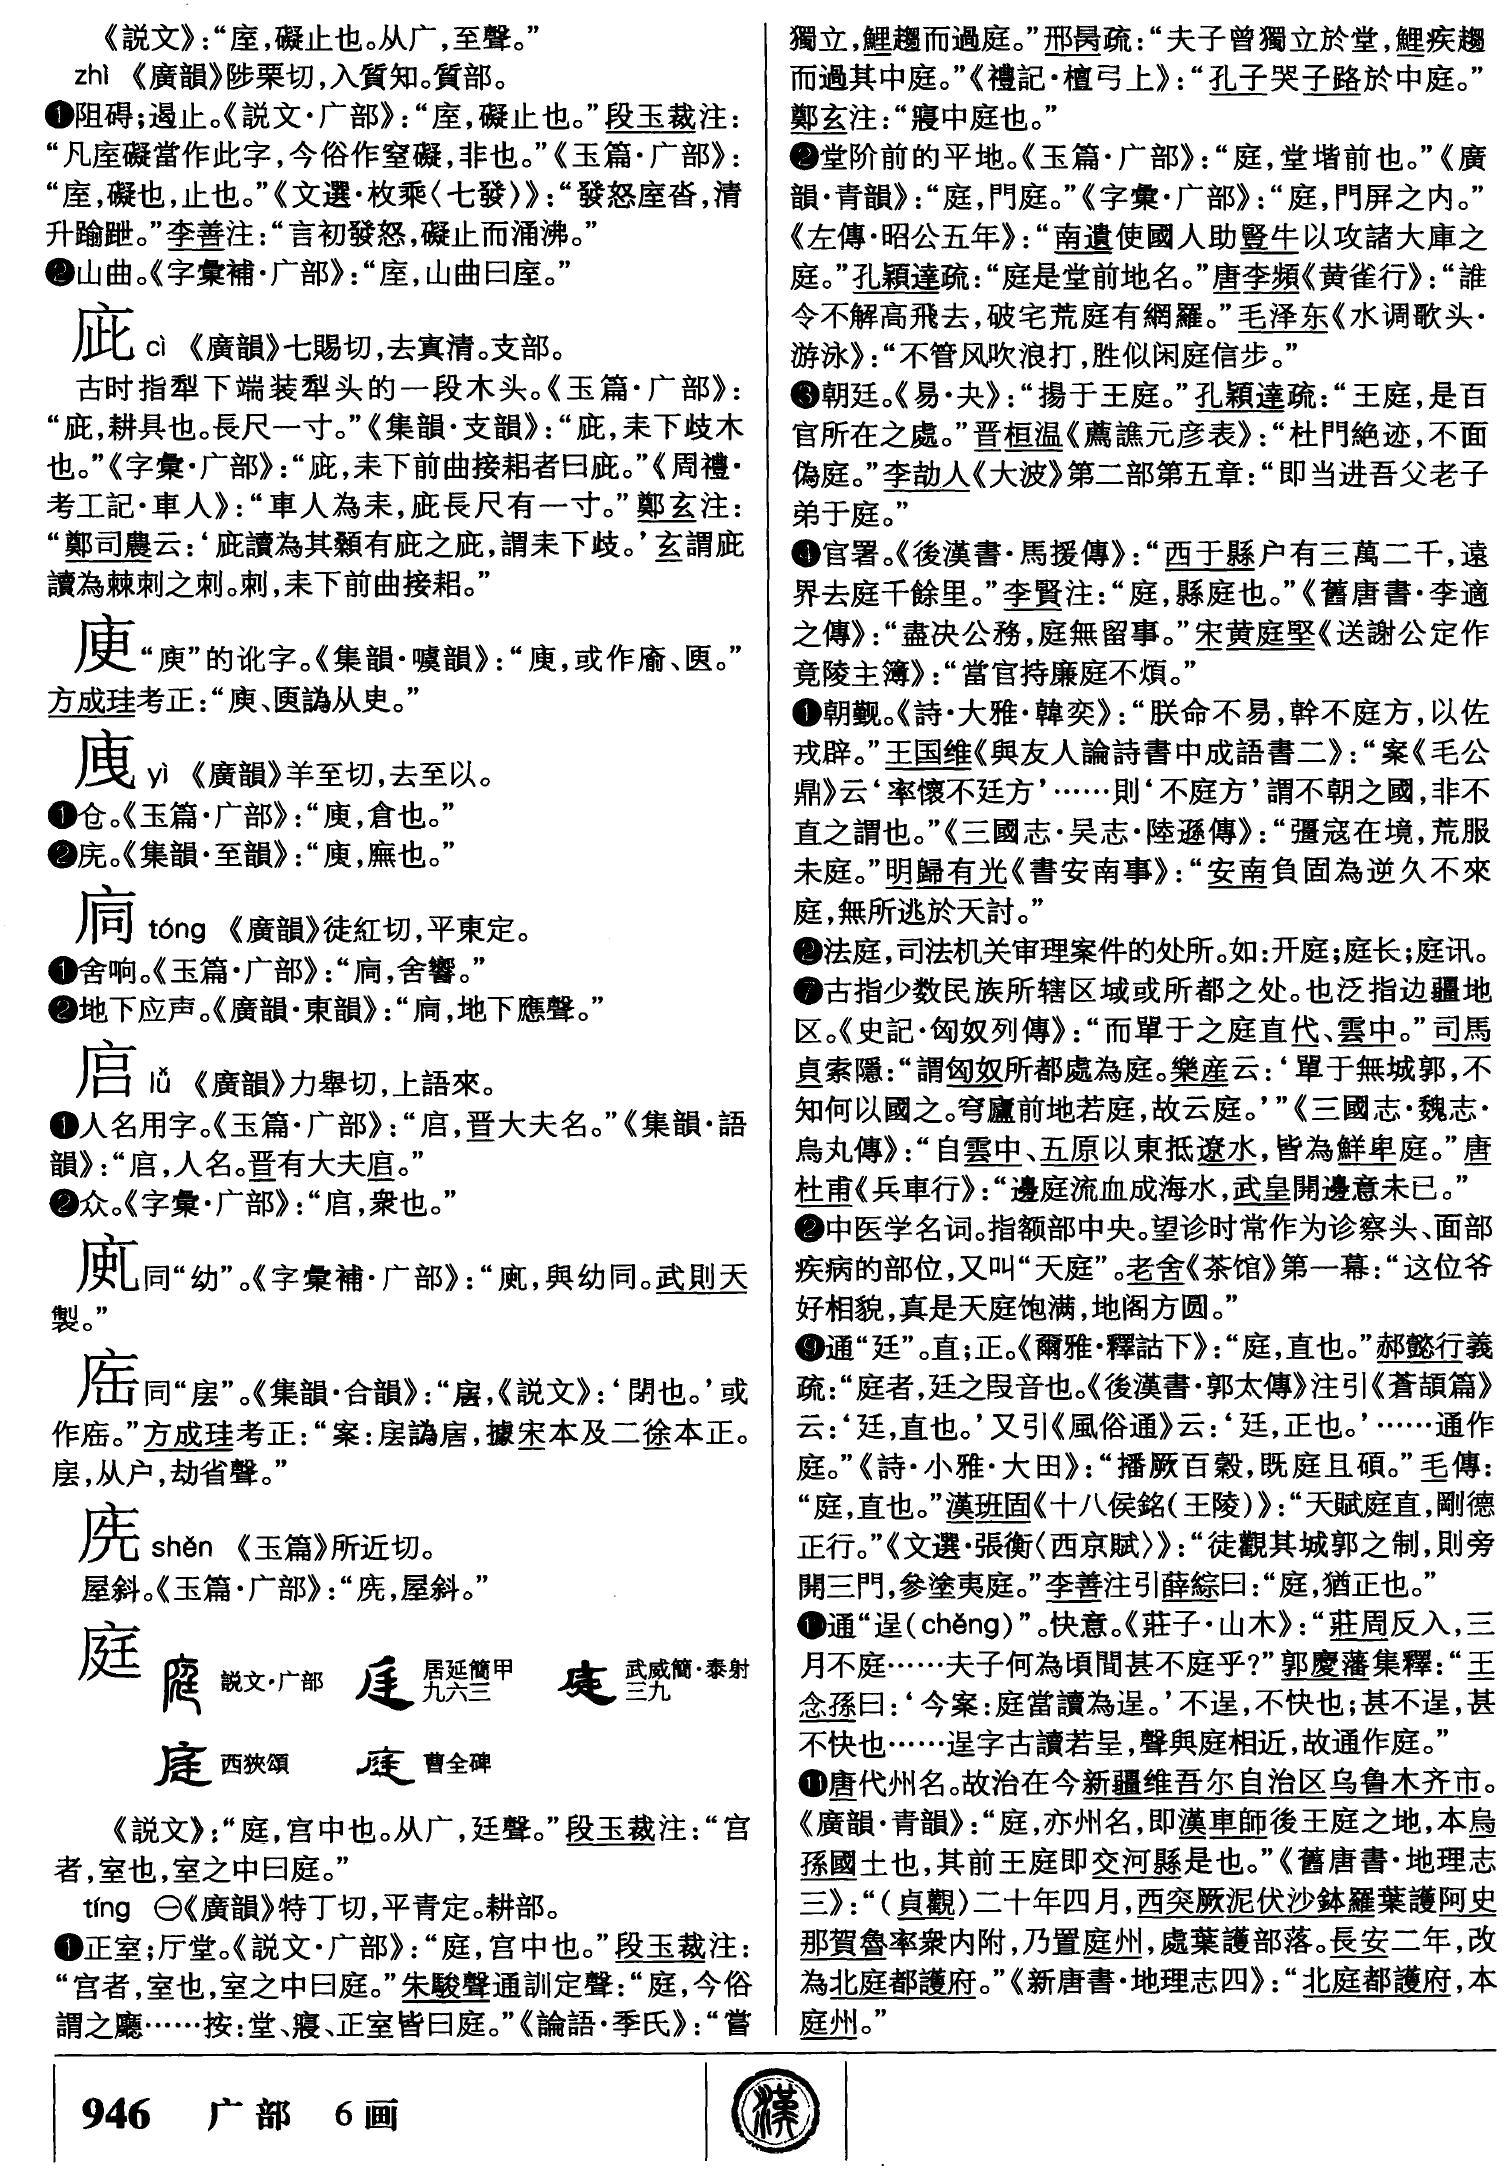 《説文》：“庢，礙止也。从广，至聲。”
zhì 《廣韻》陟栗切，入質知。質部。
❶阻碍；遏止。《説文·广部》：“庢，礙止也。”段玉裁注：
“凡庢礙當作此字，今俗作窒礙，非也。”《玉篇·广部》：
“庢，礙也，止也。”《文選·枚乘〈七發〉》：“發怒庢沓，清
升踰跇。”李善注：“言初發怒，礙止而涌沸。”
❷山曲。《字彙補·广部》：“庢，山曲曰庢。”
庛 cì 《廣韻》七賜切，去寘清。支部。
古时指犁下端装犁头的一段木头。《玉篇·广部》：
“庛，耕具也。長尺一寸。”《集韻·支韻》：“庛，耒下歧木
也。”《字彙·广部》：“庛，耒下前曲接耜者曰庛。”《周禮·
考工記·車人》：“車人為耒，庛長尺有一寸。”鄭玄注：
“鄭司農云：‘庛讀為其顙有庛之庛，謂耒下歧。’玄謂庛
讀為棘刺之刺。刺，耒下前曲接耜。”
“庾”的讹字。《集韻·噳韻》：“庾，或作㢏、匬。”
方成珪考正：“庾、匬譌从史。”
yì 《廣韻》羊至切，去至以。
❶仓。《玉篇·广部》：“㢞，倉也。”
❷庑。《集韻·至韻》：“㢞，廡也。”
㢥 tóng 《廣韻》徒紅切，平東定。
❶舍响。《玉篇·广部》：“㢥，舍響。”
❷地下应声。《廣韻·東韻》：“㢥，地下應聲。”
㡿 lǚ 《廣韻》力舉切，上語來。
❶人名用字。《玉篇·广部》：“，晋大夫名。”《集韻·語
韻》：“，人名。晋有大夫。”
❷众。《字彙·广部》：“，衆也。”
同“幼”。《字彙補·广部》：“，與幼同。武則天
製。”
同“㕎”。《集韻·合韻》：“，《説文》：‘閉也。’或
作。”方成珪考正：“案：譌，據宋本及二徐本正。
，从户，劫省聲。”
shěn 《玉篇》所近切。
屋斜。《玉篇·广部》：“，屋斜。”
庭 説文·广部 居延簡甲九六三 武威簡·泰射三九
西狹頌 曹全碑
《説文》：“庭，宫中也。从广，廷聲。”段玉裁注：“宫
者，室也，室之中曰庭。”
tíng ㊀《廣韻》特丁切，平青定。耕部。
❶正室；厅堂。《説文·广部》：“庭，宫中也。”段玉裁注：
“宫者，室也，室之中曰庭。”朱駿聲通訓定聲：“庭，今俗
謂之廳……按：堂、寢、正室皆曰庭。”《論語·季氏》：“嘗
獨立，鯉趨而過庭。”邢昺疏：“夫子曾獨立於堂，鯉疾趨
而過其中庭。”《禮記·檀弓上》：“孔子哭子路於中庭。”
鄭玄注：“寢中庭也。”
❷堂阶前的平地。《玉篇·广部》：“庭，堂堦前也。”《廣
韻·青韻》：“庭，門庭。”《字彙·广部》：“庭，門屏之内。”
《左傳·昭公五年》：“南遺使國人助豎牛以攻諸大庫之
庭。”孔穎達疏：“庭是堂前地名。”唐李頻《黄雀行》：“誰
令不解高飛去，破宅荒庭有網羅。”毛泽东《水调歌头·
游泳》：“不管风吹浪打，胜似闲庭信步。”
❸朝廷。《易·夬》：“揚于王庭。”孔穎達疏：“王庭，是百
官所在之處。”晋桓温《薦譙元彦表》：“杜門絶迹，不面
偽庭。”李劼人《大波》第二部第五章：“即当进吾父老子
弟于庭。”
❹官署。《後漢書·馬援傳》：“西于縣户有三萬二千，遠
界去庭千餘里。”李賢注：“庭，縣庭也。”《舊唐書·李適
之傳》：“盡决公務，庭無留事。”宋黄庭堅《送謝公定作
竟陵主簿》：“當官持廉庭不煩。”
❶朝觐。《詩·大雅·韓奕》：“朕命不易，榦不庭方，以佐
戎辟。”王国维《與友人論詩書中成語書二》：“案《毛公
鼎》云‘率懷不廷方’……則‘不庭方’謂不朝之國，非不
直之謂也。”《三國志·吴志·陸遜傳》：“彊寇在境，荒服
未庭。”明歸有光《書安南事》：“安南負固為逆久不來
庭，無所逃於天討。”
❷法庭，司法机关审理案件的处所。如：开庭；庭长；庭讯。
❼古指少数民族所辖区域或所都之处。也泛指边疆地
区。《史記·匈奴列傳》：“而單于之庭直代、雲中。”司馬
貞索隱：“謂匈奴所都處為庭。樂産云：‘單于無城郭，不
知何以國之。穹廬前地若庭，故云庭。’”《三國志·魏志·
烏丸傳》：“自雲中、五原以東抵遼水，皆為鮮卑庭。”唐
杜甫《兵車行》：“邊庭流血成海水，武皇開邊意未已。”
❷中医学名词。指额部中央。望诊时常作为诊察头、面部
疾病的部位，又叫“天庭”。老舍《茶馆》第一幕：“这位爷
好相貌，真是天庭饱满，地阁方圆。”
❾通“廷”。直；正。《爾雅·釋詁下》：“庭，直也。”郝懿行義
疏：“庭者，廷之叚音也。《後漢書·郭太傳》注引《蒼頡篇》
云：‘廷，直也。’又引《風俗通》云：‘廷，正也。’……通作
庭。”《詩·小雅·大田》：“播厥百穀，既庭且碩。”毛傳：
“庭，直也。”漢班固《十八侯銘（王陵）》：“天賦庭直，剛德
正行。”《文選·張衡〈西京賦〉》：“徒觀其城郭之制，則旁
開三門，參塗夷庭。”李善注引薛綜曰：“庭，猶正也。”
❿通“逞（chěng）”。快意。《莊子·山木》：“莊周反入，三
月不庭……夫子何為頃間甚不庭乎？”郭慶藩集釋：“王
念孫曰：‘今案：庭當讀為逞。’不逞，不快也；甚不逞，甚
不快也……逞字古讀若呈，聲與庭相近，故通作庭。”
⓫唐代州名。故治在今新疆维吾尔自治区乌鲁木齐市。
《廣韻·青韻》：“庭，亦州名，即漢車師後王庭之地，本烏
孫國土也，其前王庭即交河縣是也。”《舊唐書·地理志
三》：“（貞觀）二十年四月，西突厥泥伏沙鉢羅葉護阿史
那賀魯率衆内附，乃置庭州，處葉護部落。長安二年，改
為北庭都護府。”《新唐書·地理志四》：“北庭都護府，本
庭州。”
946 广部 6画
漢